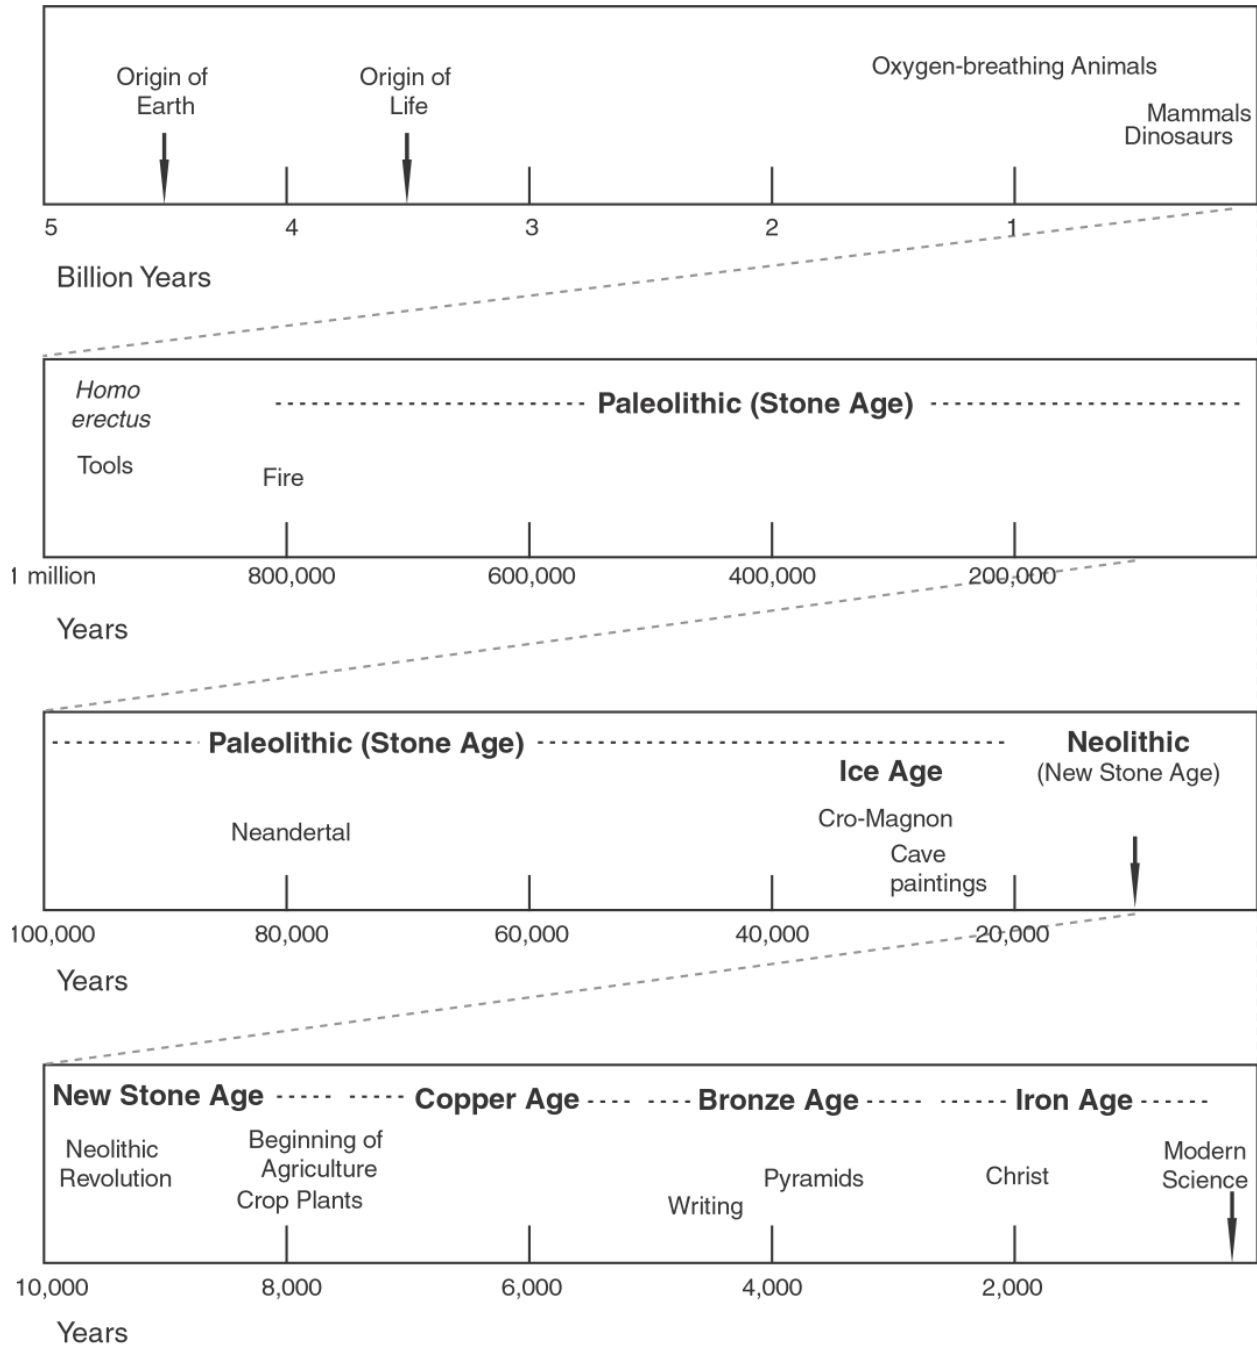 Origin of
Earth
Origin of
Life
Oxygen-breathing Animals
Mammals
Dinosaurs
5 4 3 2 1
Billion Years
Homo
erectus
Paleolithic (Stone Age)
Tools
Fire
1 million 800,000 600,000 400,000 200,000
Years
Paleolithic (Stone Age)
Neolithic
(New Stone Age)
Ice Age
Cro-Magnon
Neandertal
Cave
paintings
100,000 80,000 60,000 40,000 20,000
Years
New Stone Age Copper Age Bronze Age Iron Age
Neolithic
Revolution
Beginning of
Agriculture
Crop Plants
Writing
Pyramids
Christ
Modern
Science
10,000 8,000 6,000 4,000 2,000
Years